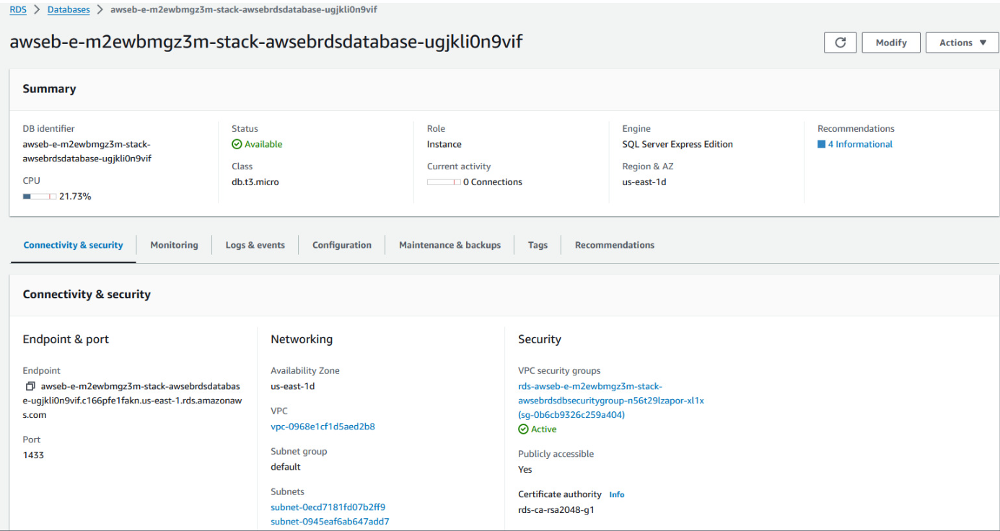 RDS > Databases > awseb-e-m2ewbmgz3m-stack-awsebrdsdatabase-ugjkli0n9vif
awseb-e-m2ewbmgz3m-stack-awsebrdsdatabase-ugjkli0n9vif
Modify
Actions
Summary
DB identifier
awseb-e-m2ewbmgz3m-stack-
awsebrdsdatabase-ugjkli0n9vif
CPU
21.73%
Status
Available
Class
db.t3.micro
Role
Instance
Current activity
0 Connections
Engine
SQL Server Express Edition
Region & AZ
us-east-1d
Recommendations
4 Informational
Connectivity & security
Monitoring
Logs & events
Configuration
Maintenance & backups
Tags
Recommendations
Connectivity & security
Endpoint & port
Endpoint
awseb-e-m2ewbmgz3m-stack-awsebrdsdatabas
e-ugjkli0n9vif.c166pfe1fakn.us-east-1.rds.amazonaw
s.com
Port
1433
Networking
Availability Zone
us-east-1d
VPC
vpc-0968e1cf1d5aed2b8
Subnet group
default
Subnets
subnet-0ecd7181fd07b2ff9
subnet-0945eaf6ab647add7
Security
VPC security groups
rds-awseb-e-m2ewbmgz3m-stack-
awsebrdsdbsecuritygroup-n56t29lzapor-xl1x
(sg-0b6cb9326c259a404)
Active
Publicly accessible
Yes
Certificate authority Info
rds-ca-rsa2048-g1